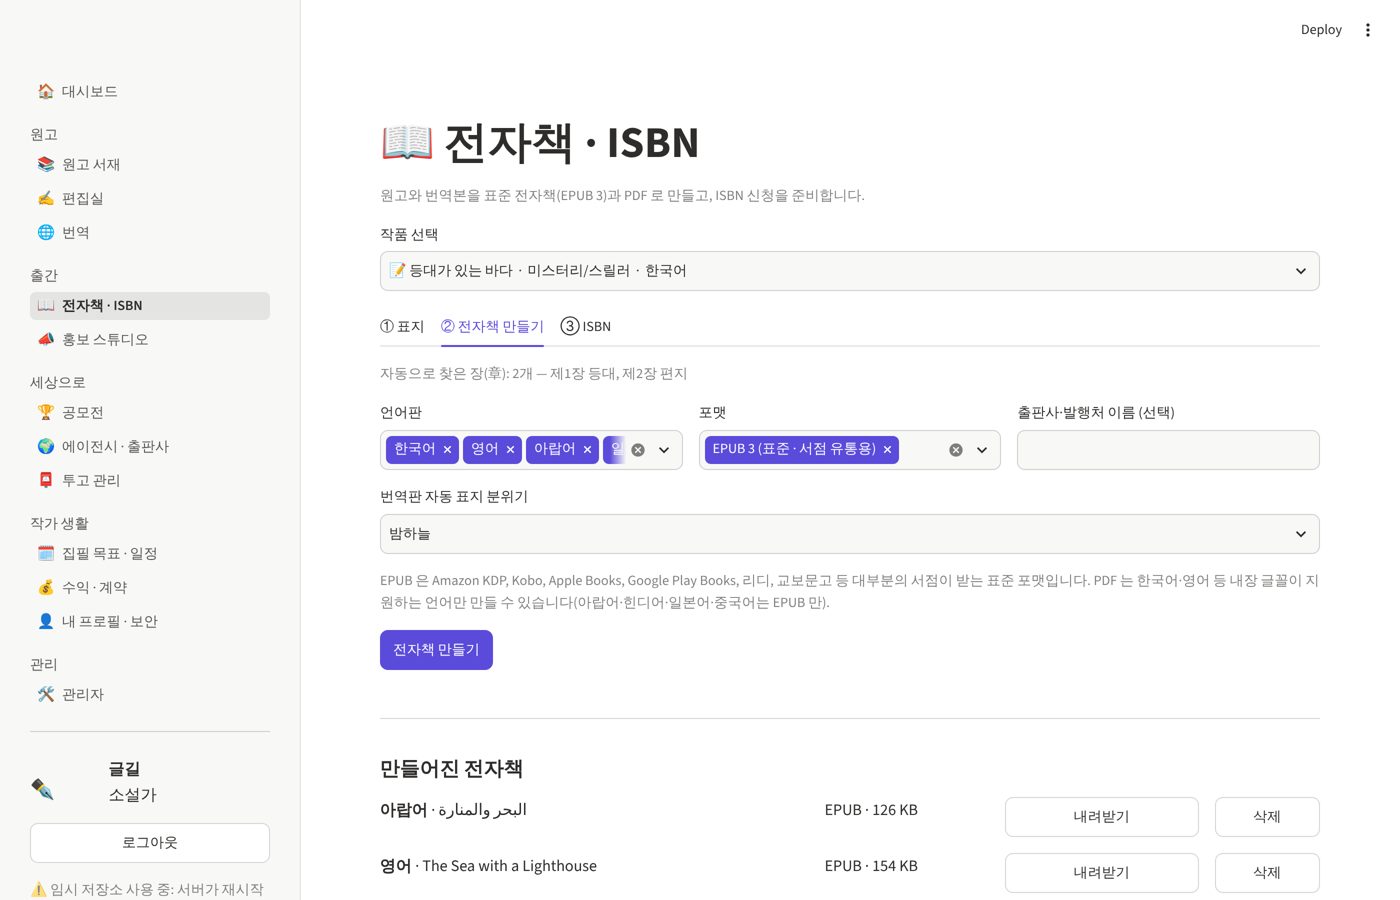 Deploy
대시보드
원고
원고 서재
편집실
번역
출간
전자책 · ISBN
홍보 스튜디오
세상으로
공모전
에이전시 · 출판사
투고 관리
작가 생활
집필 목표 · 일정
수익 · 계약
내 프로필 · 보안
관리
관리자
글길
소설가
로그아웃
⚠️ 임시 저장소 사용 중: 서버가 재시작
📖 전자책 · ISBN
원고와 번역본을 표준 전자책(EPUB 3)과 PDF 로 만들고, ISBN 신청을 준비합니다.
작품 선택
📝 등대가 있는 바다 · 미스터리/스릴러 · 한국어
① 표지 ② 전자책 만들기 ③ ISBN
자동으로 찾은 장(章): 2개 — 제1장 등대, 제2장 편지
언어판 포맷 출판사·발행처 이름 (선택)
한국어 영어 아랍어 일 EPUB 3 (표준 · 서점 유통용)
번역판 자동 표지 분위기
밤하늘
EPUB 은 Amazon KDP, Kobo, Apple Books, Google Play Books, 리디, 교보문고 등 대부분의 서점이 받는 표준 포맷입니다. PDF 는 한국어·영어 등 내장 글꼴이 지
원하는 언어만 만들 수 있습니다(아랍어·힌디어·일본어·중국어는 EPUB 만).
전자책 만들기
만들어진 전자책
아랍어 · البحر والمنارة EPUB · 126 KB 내려받기 삭제
영어 · The Sea with a Lighthouse EPUB · 154 KB 내려받기 삭제